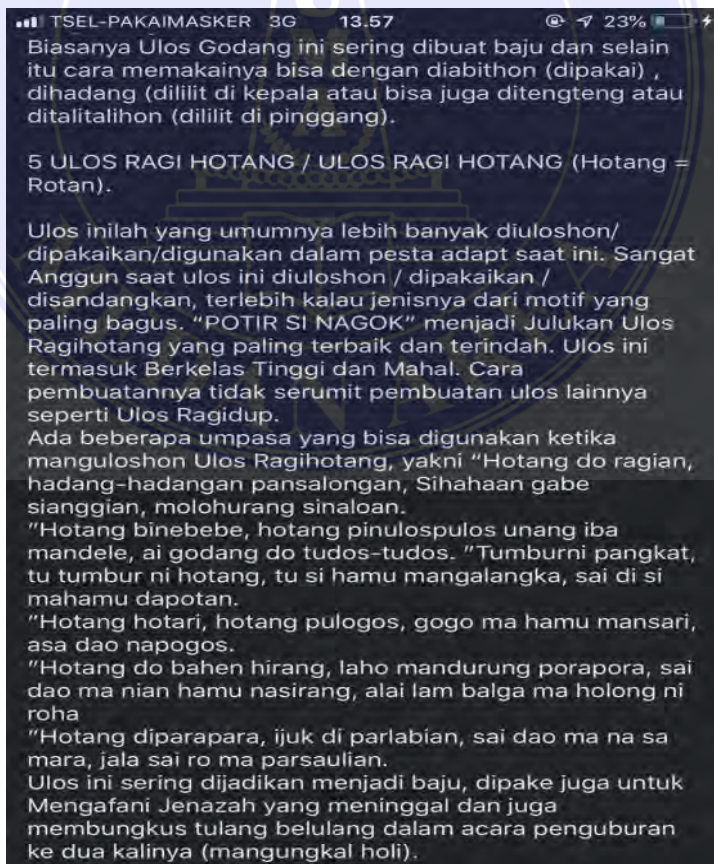 TSEL-PAKAIMASKER 3G 13.57 23%
Biasanya Ulos Godang ini sering dibuat baju dan selain
itu cara memakainya bisa dengan diabithon (dipakai) ,
dihadang (dililit di kepala atau bisa juga ditengteng atau
ditalitalihon (dililit di pinggang).
5 ULOS RAGI HOTANG / ULOS RAGI HOTANG (Hotang =
Rotan).
Ulos inilah yang umumnya lebih banyak diuloshon/
dipakaikan/digunakan dalam pesta adapt saat ini. Sangat
Anggun saat ulos ini diuloshon / dipakaikan /
disandangkan, terlebih kalau jenisnya dari motif yang
paling bagus. "POTIR SI NAGOK" menjadi Julukan Ulos
Ragihotang yang paling terbaik dan terindah. Ulos ini
termasuk Berkelas Tinggi dan Mahal. Cara
pembuatannya tidak serumit pembuatan ulos lainnya
seperti Ulos Ragidup.
Ada beberapa umpasa yang bisa digunakan ketika
manguloshon Ulos Ragihotang, yakni "Hotang do ragian,
hadang-hadangan pansalongan, Sihahaan gabe
sianggian, molohurang sinaloan.
"Hotang binebebe, hotang pinulospulos unang iba
mandele, ai godang do tudos-tudos. "Tumburni pangkat,
tu tumbur ni hotang, tu si hamu mangalangka, sai di si
mahamu dapotan.
"Hotang hotari, hotang pulogos, gogo ma hamu mansari,
asa dao napogos.
"Hotang do bahen hirang, laho mandurung porapora, sai
dao ma nian hamu nasirang, alai lam balga ma holong ni
roha
"Hotang diparapara, ijuk di parlabian, sai dao ma na sa
mara, jala sai ro ma parsaulian.
Ulos ini sering dijadikan menjadi baju, dipake juga untuk
Mengafani Jenazah yang meninggal dan juga
membungkus tulang belulang dalam acara penguburan
ke dua kalinya (mangungkal holi).